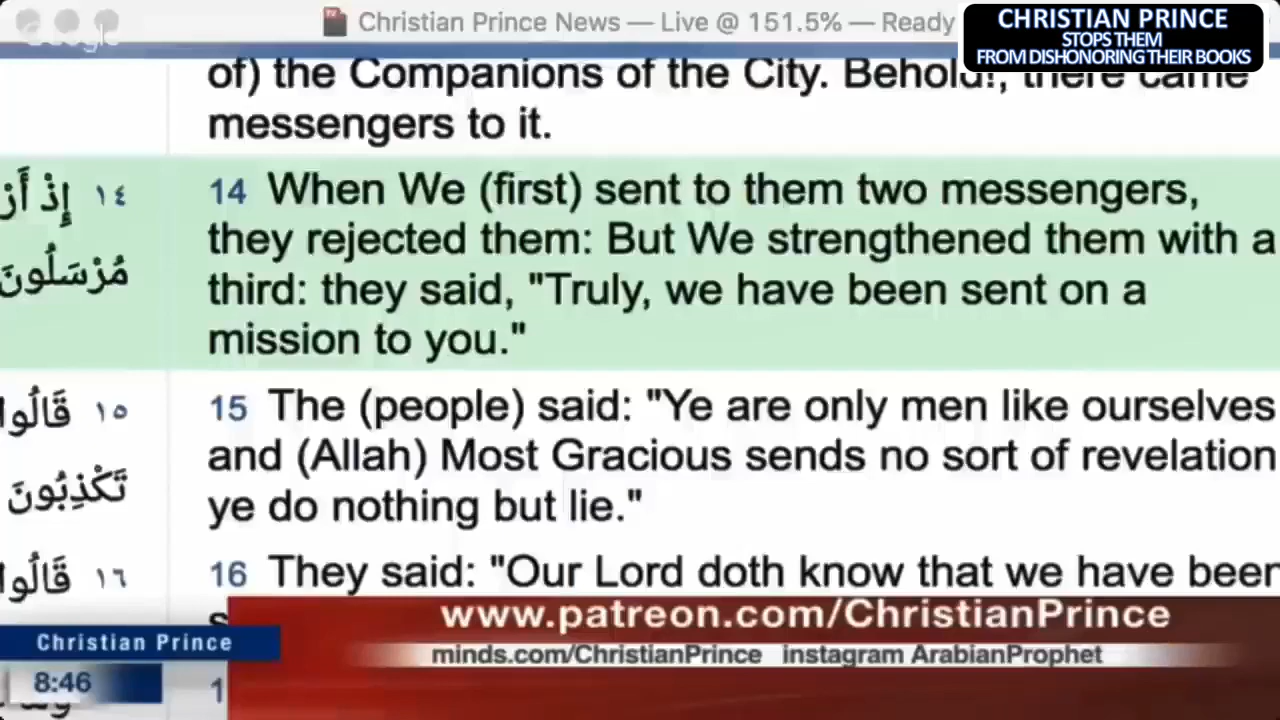 Christian Prince News — Live @ 151.5% — Ready
CHRISTIAN PRINCE
STOPS THEM
FROM DISHONORING THEIR BOOKS
Google
of) the Companions of the City. Behold!, there came
messengers to it.
١٤ إِذْ أَرْ
14 When We (first) sent to them two messengers,
they rejected them: But We strengthened them with a
مُرْسَلُونَ
third: they said, "Truly, we have been sent on a
mission to you."
١٥ قَالُوا
15 The (people) said: "Ye are only men like ourselves
and (Allah) Most Gracious sends no sort of revelation
تَكْذِبُونَ
ye do nothing but lie."
١٦ قَالُوا
16 They said: "Our Lord doth know that we have been
s
www.patreon.com/ChristianPrince
Christian Prince
minds.com/ChristianPrince instagram ArabianProphet
8:46
1